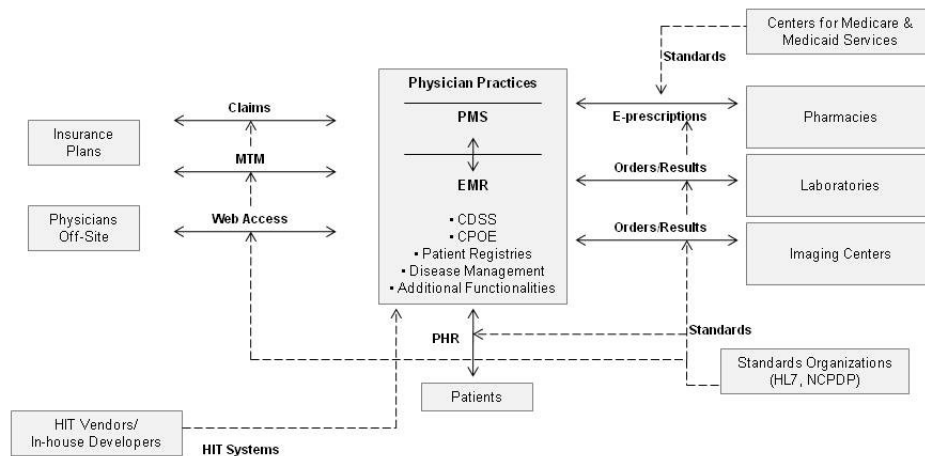 Centers for Medicare &
Medicaid Services
Standards
Physician Practices
Claims
PMS
E-prescriptions
Pharmacies
Insurance
Plans
MTM
EMR
Orders/Results
Laboratories
Physicians
Off-Site
Web Access
▪ CDSS
▪ CPOE
▪ Patient Registries
▪ Disease Management
▪ Additional Functionalities
Orders/Results
Imaging Centers
PHR
Standards
Standards Organizations
(HL7, NCPDP)
Patients
HIT Vendors/
In-house Developers
HIT Systems